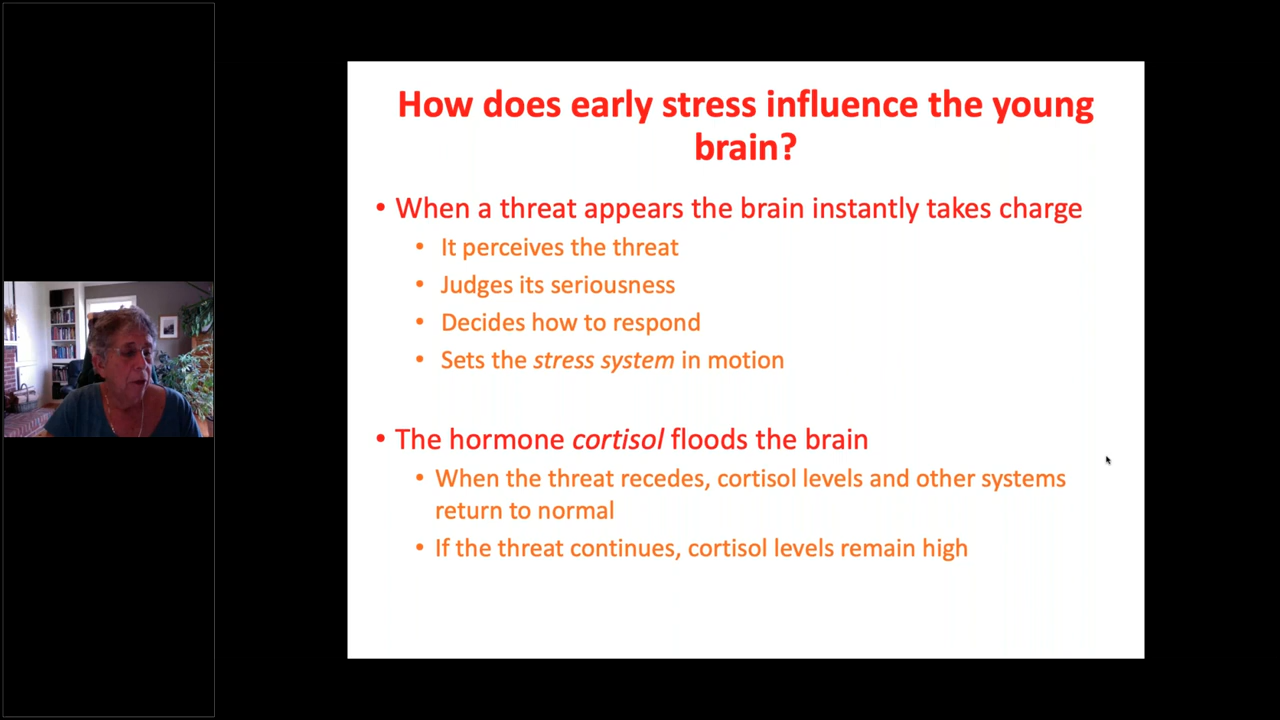 How does early stress influence the young
brain?
• When a threat appears the brain instantly takes charge
• It perceives the threat
• Judges its seriousness
• Decides how to respond
• Sets the stress system in motion
• The hormone cortisol floods the brain
• When the threat recedes, cortisol levels and other systems
return to normal
• If the threat continues, cortisol levels remain high